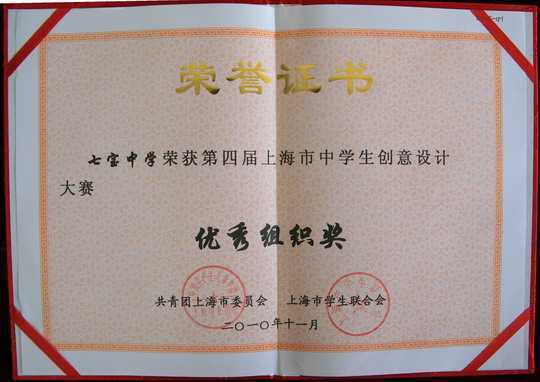 荣誉证书
七宝中学荣获第四届上海市中学生创意设计
大赛
优秀组织奖
共青团上海市委员会 上海市学生联合会
二〇一〇年十一月